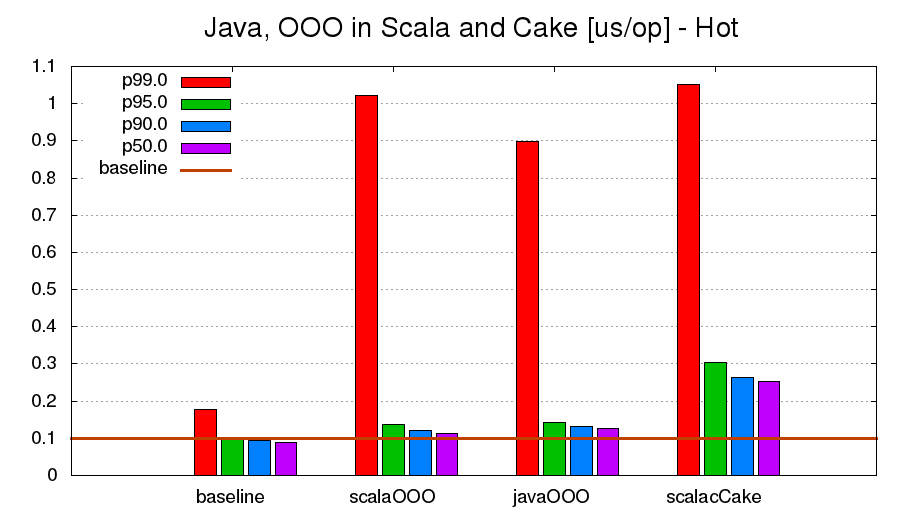 Java, OOO in Scala and Cake [us/op] - Hot
1.1
1
0.9
0.8
0.7
0.6
0.5
0.4
0.3
0.2
0.1
0
p99.0
p95.0
p90.0
p50.0
baseline
baseline scalaOOO javaOOO scalacCake